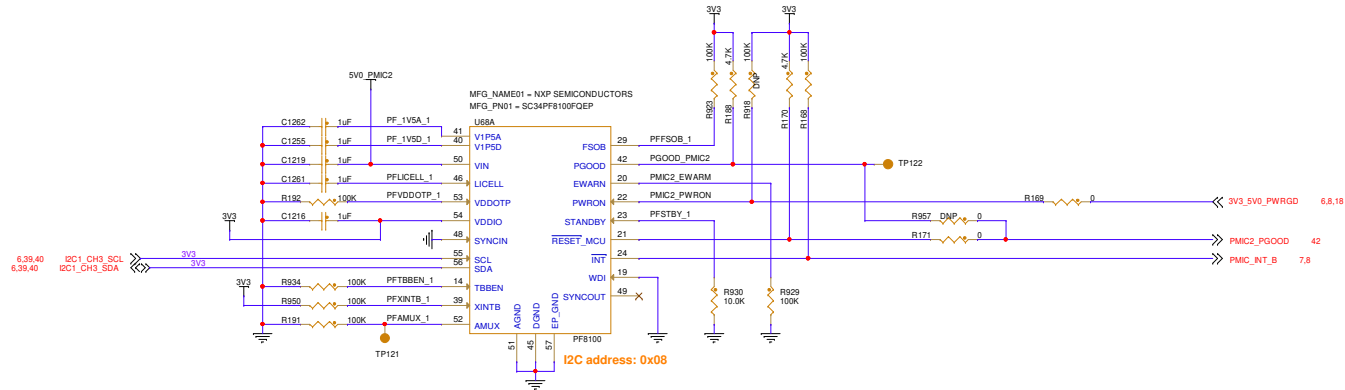 3V3 3V3
100K 4.7K 100K 4.7K 100K
DNP
R923 R188 R918 R170 R168
5V0_PMIC2
MFG_NAME01 = NXP SEMICONDUCTORS
MFG_PN01 = SC34PF8100FQEP
U68A
C1262 1uF PF_1V5A_1 41 V1P5A
C1255 1uF PF_1V5D_1 40 V1P5D
29 FSOB PFFSOB_1
C1219 1uF 50 VIN
42 PGOOD PGOOD_PMIC2 TP122
C1261 1uF PFLICELL_1 46 LICELL
20 EWARN PMIC2_EWARM
R192 100K PFVDDOTP_1 53 VDDOTP
22 PWRON PMIC2_PWRON R169 0 3V3_5V0_PWRGD 6,8,18
3V3 C1216 1uF 54 VDDIO
23 STANDBY PFSTBY_1 R957 DNP 0
48 SYNCIN
21 RESET_MCU R171 0 PMIC2_PGOOD 42
6,39,40 I2C1_CH3_SCL 3V3 55 SCL
24 INT PMIC_INT_B 7,8
6,39,40 I2C1_CH3_SDA 3V3 56 SDA
19 WDI
3V3 R934 100K PFTBBEN_1 14 TBBEN
49 SYNCOUT
R930 10.0K
R929 100K
R950 100K PFXINTB_1 39 XINTB
R191 100K PFAMUX_1 52 AMUX
AGND DGND EP_GND
PF8100
51 45 57
TP121
I2C address: 0x08